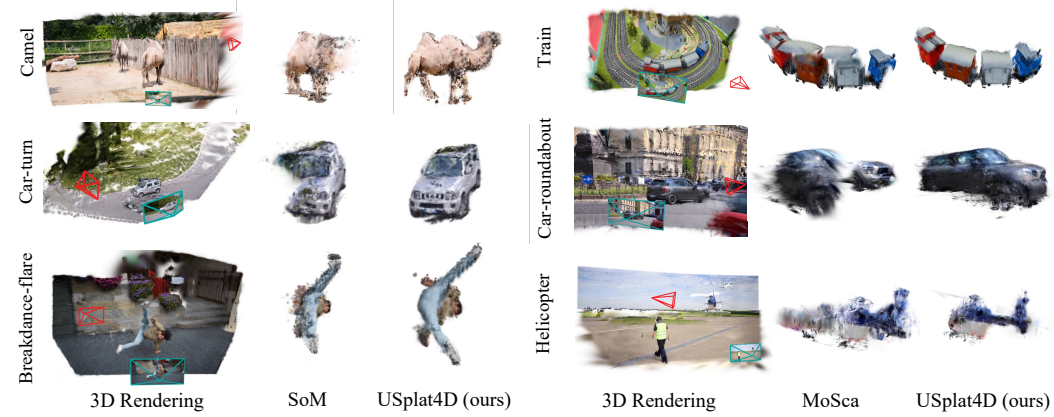 Camel
Train
Car-turn
Car-roundabout
Breakdance-flare
Helicopter
3D Rendering
SoM
USplat4D (ours)
3D Rendering
MoSca
USplat4D (ours)